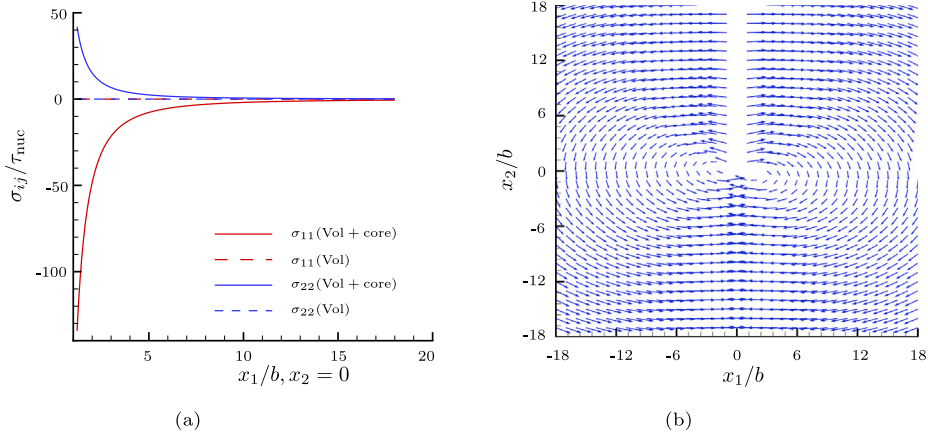 50
0
-50
-100
σij/τnuc
5
10
15
20
x1/b, x2 = 0
σ11(Vol + core)
σ11(Vol)
σ22(Vol + core)
σ22(Vol)
(a)
18
12
6
0
-6
-12
-18
x2/b
-18
-12
-6
0
6
12
18
x1/b
(b)